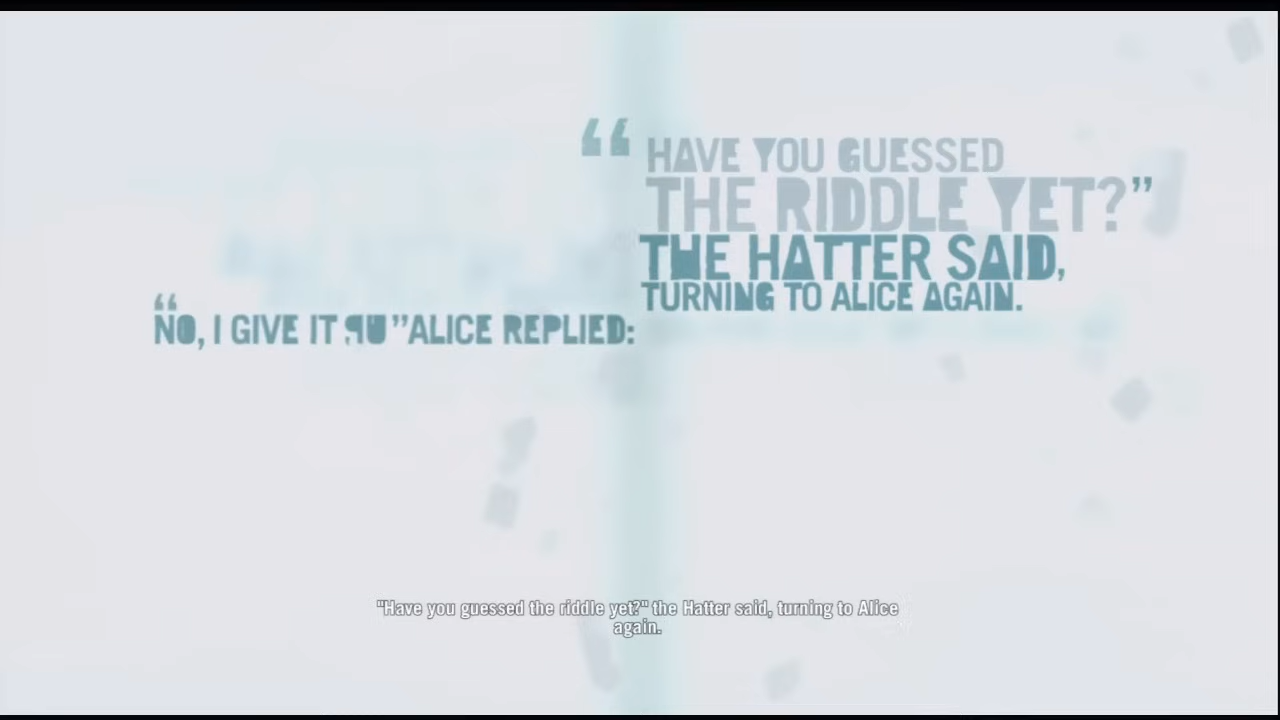 “HAVE YOU GUESSED
THE RIDDLE YET?”
THE HATTER SAID,
TURNING TO ALICE AGAIN.
“NO, I GIVE IT UP” ALICE REPLIED:
"Have you guessed the riddle yet?" the Hatter said, turning to Alice
again.